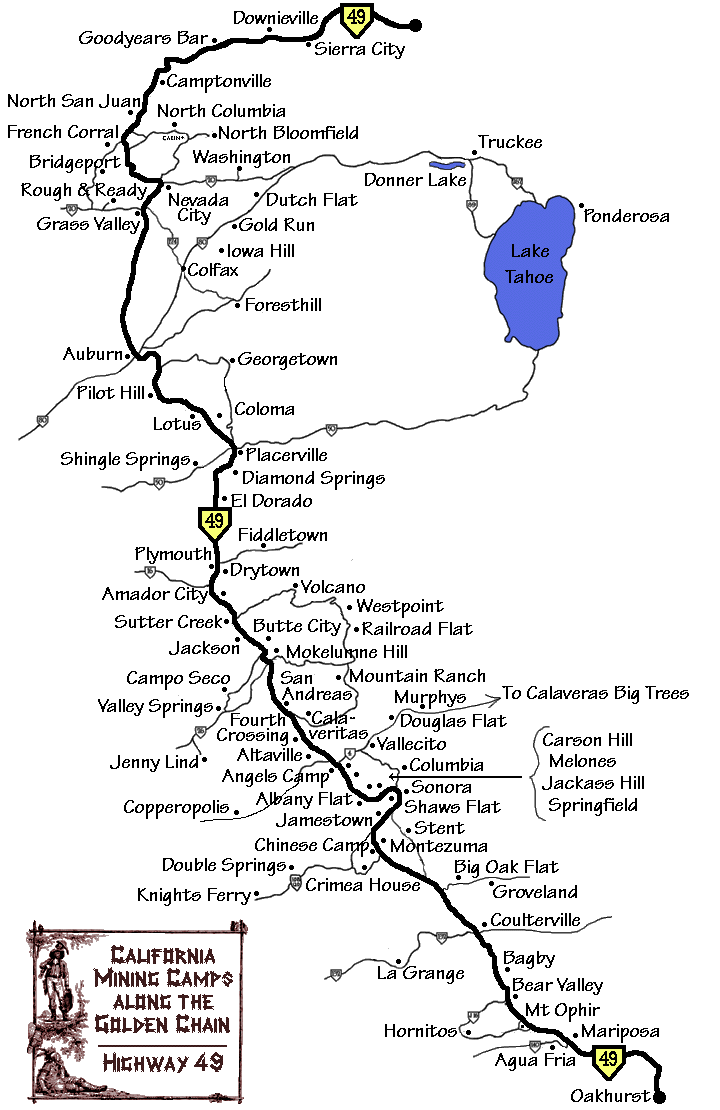 Downieville
49
Goodyears Bar
Sierra City
Camptonville
North San Juan
North Columbia
French Corral
North Bloomfield
Truckee
Bridgeport
Washington
Donner Lake
Rough & Ready
Nevada
City
Dutch Flat
Ponderosa
Grass Valley
Gold Run
Lake
Tahoe
Iowa Hill
Colfax
Foresthill
Auburn
Georgetown
Pilot Hill
Coloma
Lotus
Placerville
Shingle Springs
Diamond Springs
El Dorado
49
Fiddletown
Plymouth
Drytown
Volcano
Amador City
Westpoint
Sutter Creek
Butte City
Railroad Flat
Jackson
Mokelumne Hill
Campo Seco
San
Andreas
Mountain Ranch
Murphys
To Calaveras Big Trees
Valley Springs
Fourth
Crossing
Cala-
veritas
Douglas Flat
Vallecito
Carson Hill
Melones
Jackass Hill
Springfield
Jenny Lind
Altaville
Columbia
Angels Camp
Sonora
Albany Flat
Shaws Flat
Copperopolis
Jamestown
Stent
Chinese Camp
Montezuma
Double Springs
Big Oak Flat
Crimea House
Groveland
Knights Ferry
Coulterville
La Grange
Bagby
Bear Valley
Mt Ophir
Hornitos
Mariposa
Agua Fria
49
Oakhurst
California
Mining Camps
along the
Golden Chain
Highway 49